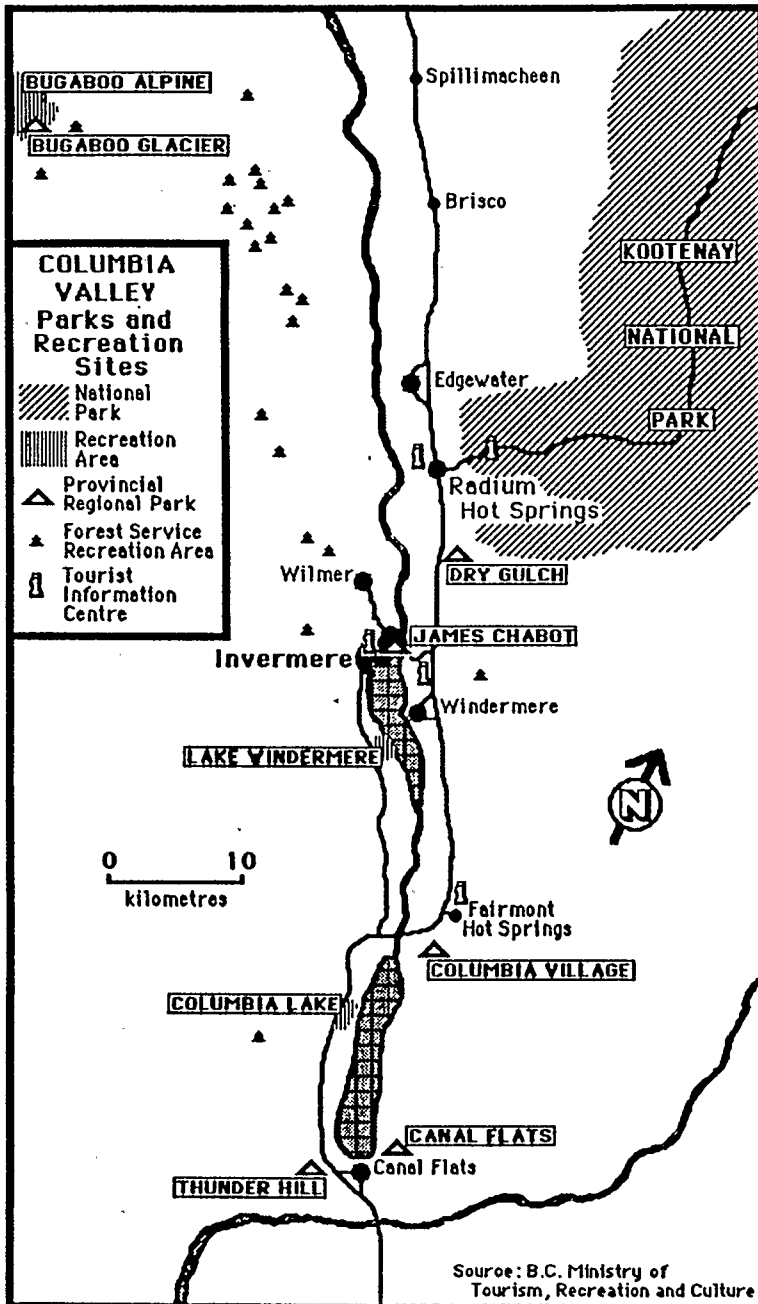 BUGABOO ALPINE
BUGABOO GLACIER
Spillimacheen
Brisco
KOOTENAY
NATIONAL
PARK
COLUMBIA
VALLEY
Parks and
Recreation
Sites
National
Park
Recreation
Area
Provincial
Regional Park
Forest Service
Recreation Area
Tourist
Information
Centre
Edgewater
Radium
Hot Springs
DRY GULCH
Wilmer
JAMES CHABOT
Invermere
Windermere
LAKE WINDERMERE
N
0 10
kilometres
Fairmont
Hot Springs
COLUMBIA VILLAGE
COLUMBIA LAKE
CANAL FLATS
Canal Flats
THUNDER HILL
Source: B.C. Ministry of
Tourism, Recreation and Culture